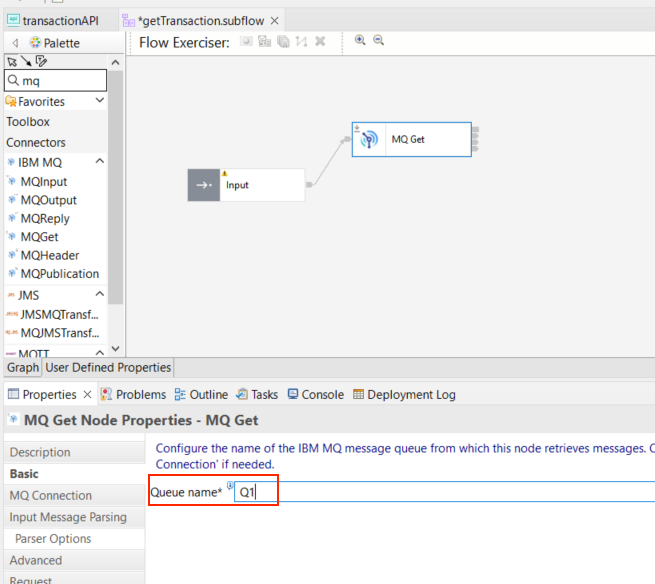 transactionAPI
*getTransaction.subflow
Palette
Flow Exerciser:
mq
Favorites
Toolbox
Connectors
IBM MQ
MQInput
MQOutput
MQReply
MQGet
MQHeader
MQPublication
JMS
JMSMQTransf...
MQJMSTransf...
MQTT
Input
MQ Get
Graph
User Defined Properties
Properties
Problems
Outline
Tasks
Console
Deployment Log
MQ Get Node Properties - MQ Get
Description
Basic
MQ Connection
Input Message Parsing
Parser Options
Advanced
Request
Configure the name of the IBM MQ message queue from which this node retrieves messages.
Connection' if needed.
Queue name*
Q1